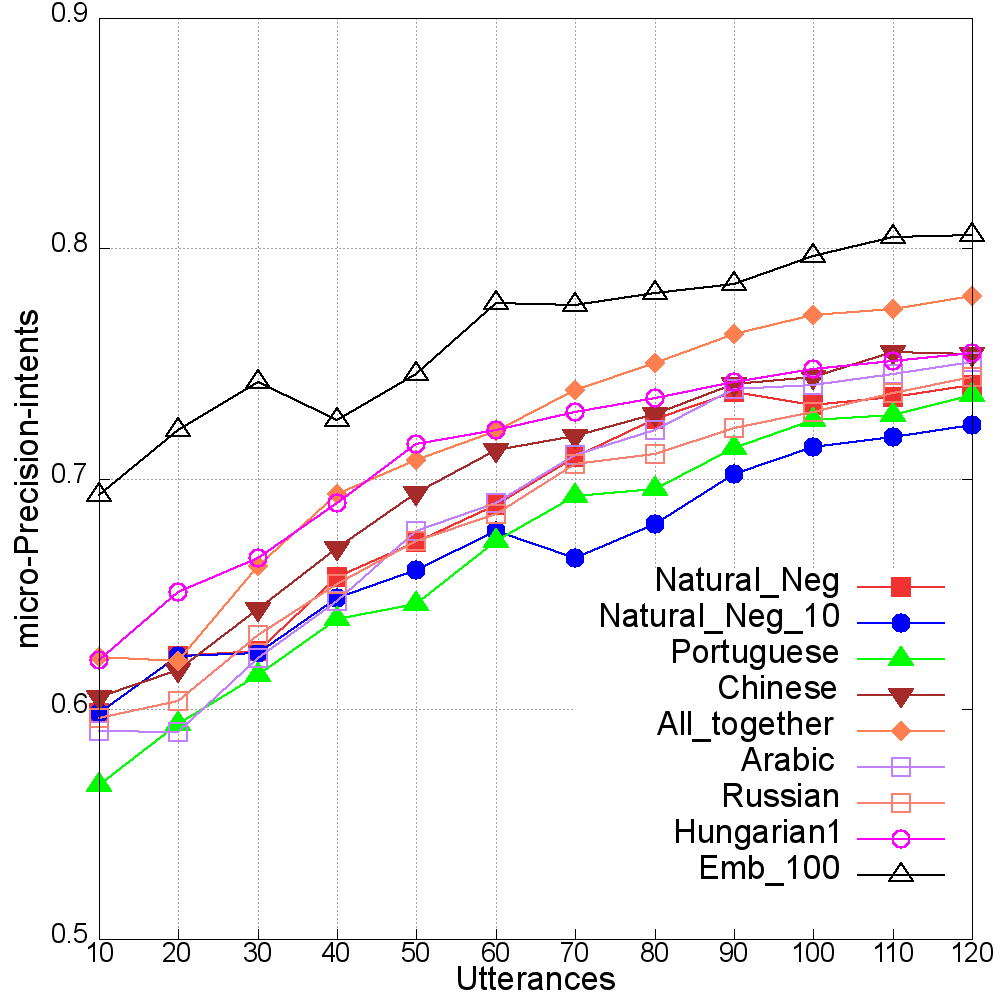 0.9
0.8
0.7
0.6
0.5
micro-Precision-intents
Natural_Neg
Natural_Neg_10
Portuguese
Chinese
All_together
Arabic
Russian
Hungarian1
Emb_100
10 20 30 40 50 60 70 80 90 100 110 120
Utterances